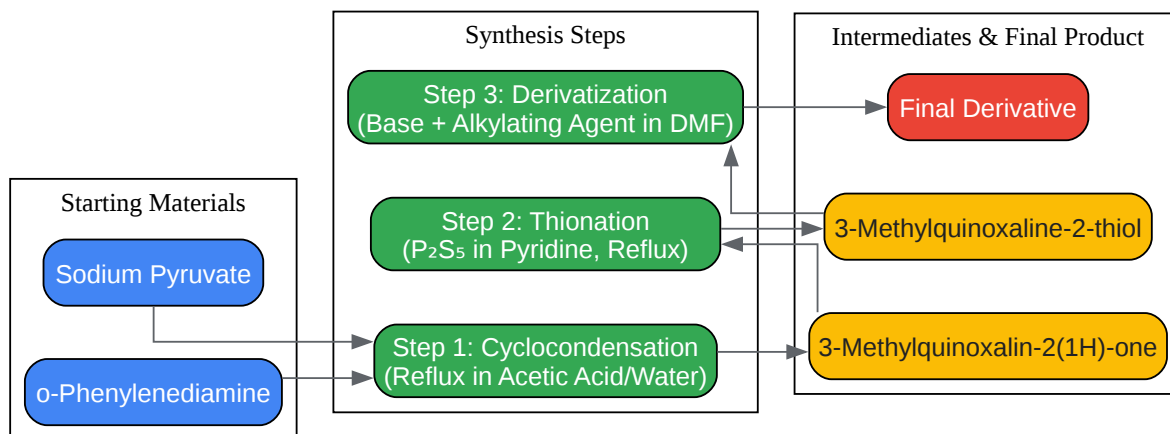 Starting Materials
Sodium Pyruvate
o-Phenylenediamine
Synthesis Steps
Step 3: Derivatization
(Base + Alkylating Agent in DMF)
Step 2: Thionation
(P₂S₅ in Pyridine, Reflux)
Step 1: Cyclocondensation
(Reflux in Acetic Acid/Water)
Intermediates & Final Product
Final Derivative
3-Methylquinoxaline-2-thiol
3-Methylquinoxalin-2(1H)-one